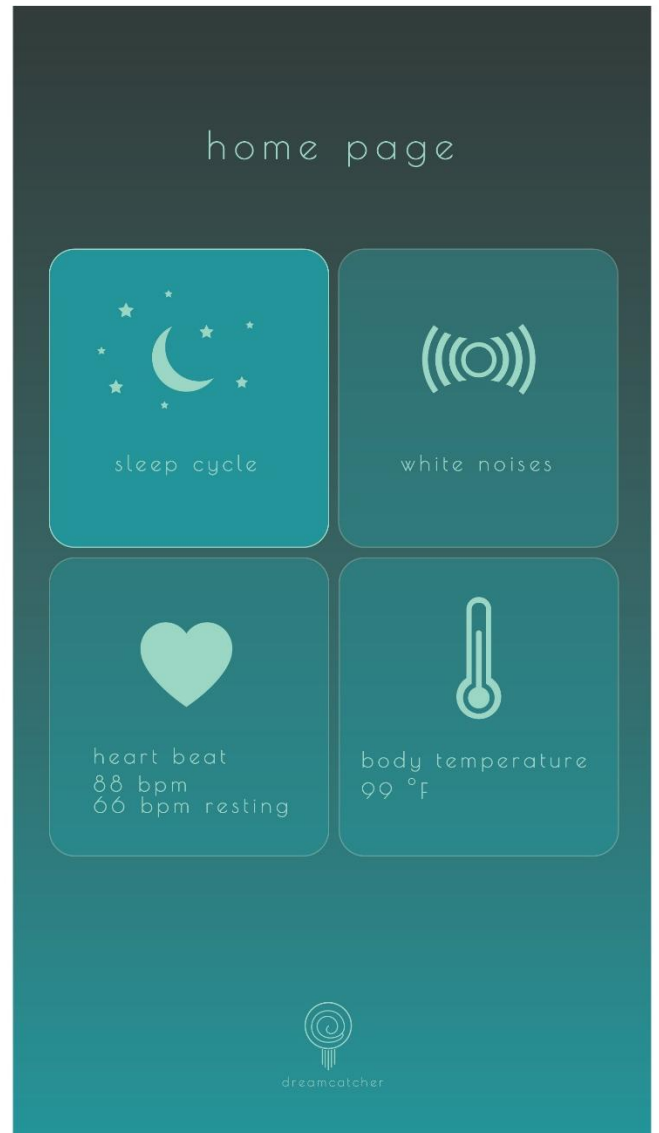 home page
sleep cycle
white noises
heart beat
88 bpm
66 bpm resting
body temperature
99 °F
dreamcatcher